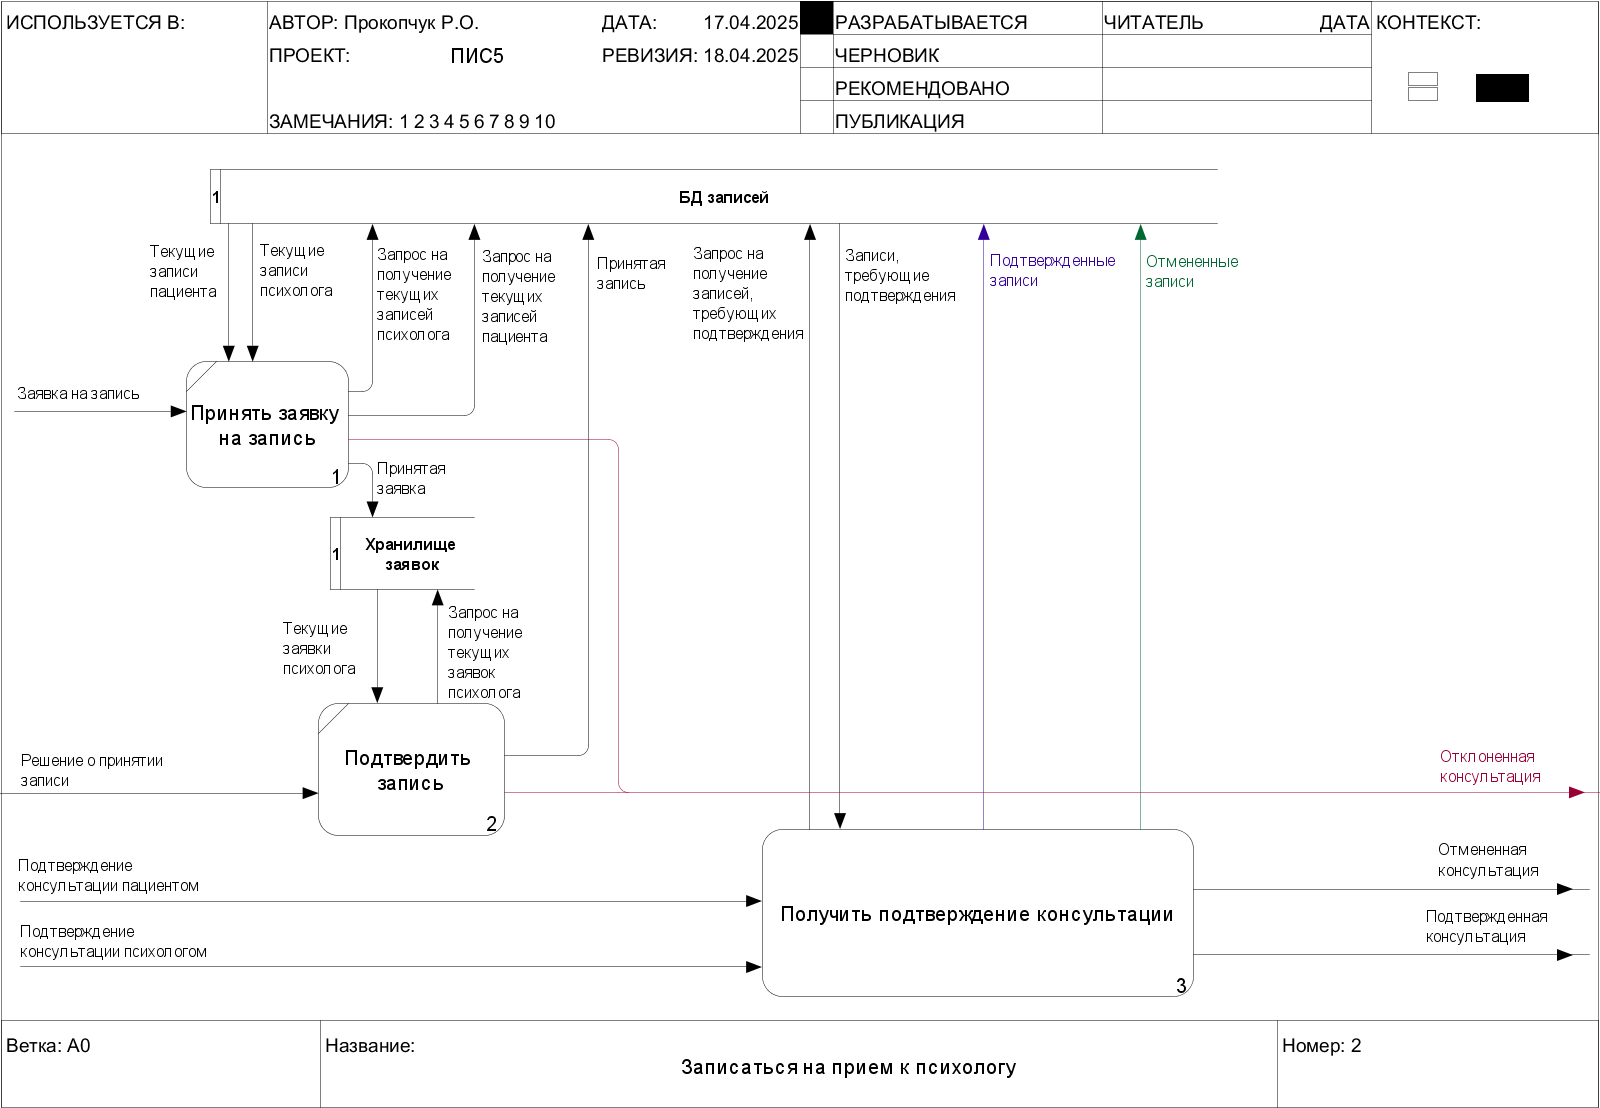 ИСПОЛЬЗУЕТСЯ В:
АВТОР: Прокопчук Р.О.
ДАТА: 17.04.2025
РАЗРАБАТЫВАЕТСЯ
ЧИТАТЕЛЬ
ДАТА
КОНТЕКСТ:
ПРОЕКТ: ПИС5
РЕВИЗИЯ: 18.04.2025
ЧЕРНОВИК
РЕКОМЕНДОВАНО
ЗАМЕЧАНИЯ: 1 2 3 4 5 6 7 8 9 10
ПУБЛИКАЦИЯ
1
БД записей
Текущие
записи
пациента
Текущие
записи
психолога
Запрос на
получение
текущих
записей
психолога
Запрос на
получение
текущих
записей
пациента
Принятая
запись
Запрос на
получение
записей,
требующих
подтверждения
Записи,
требующие
подтверждения
Подтвержденные
записи
Отмененные
записи
Заявка на запись
Принять заявку
на запись
1
Принятая
заявка
1
Хранилище
заявок
Текущие
заявки
психолога
Запрос на
получение
текущих
заявок
психолога
Решение о принятии
записи
Подтвердить
запись
2
Отклоненная
консультация
Подтверждение
консультации пациентом
Подтверждение
консультации психологом
Получить подтверждение консультации
3
Отмененная
консультация
Подтвержденная
консультация
Ветка: A0
Название:
Записаться на прием к психологу
Номер: 2